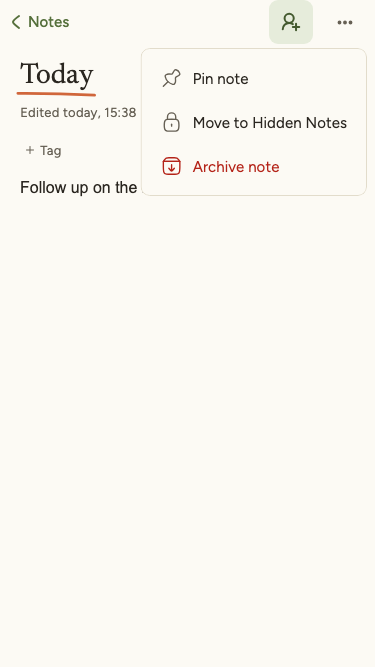 Notes
Today
Edited today, 15:38
+ Tag
Follow up on the
Pin note
Move to Hidden Notes
Archive note